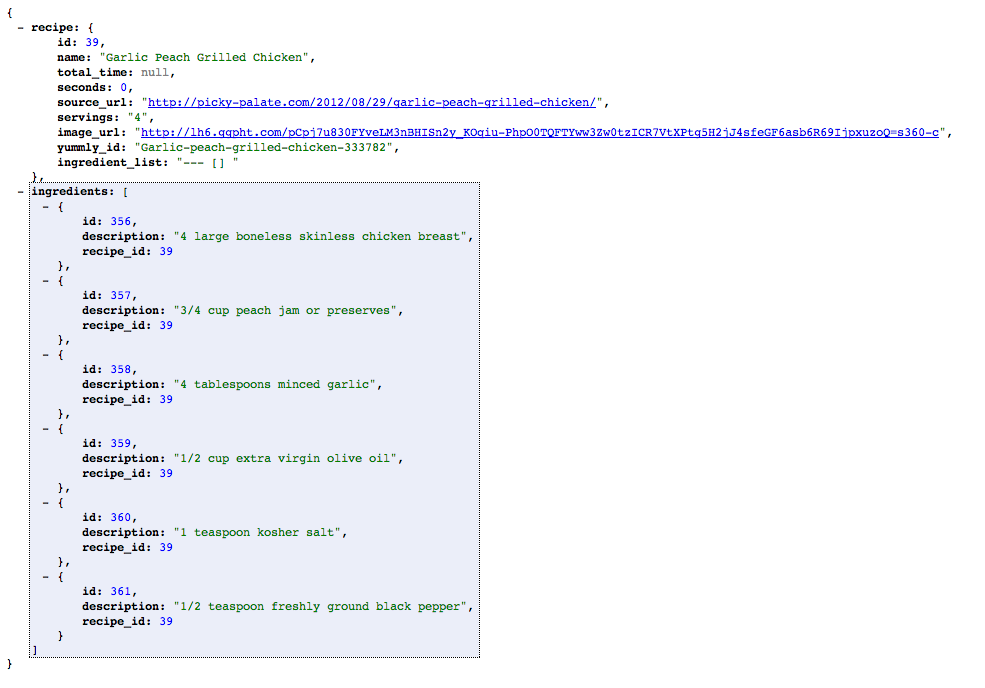 {
- recipe: {
id: 39,
name: "Garlic Peach Grilled Chicken",
total_time: null,
seconds: 0,
source_url: "http://picky-palate.com/2012/08/29/garlic-peach-grilled-chicken/",
servings: "4",
image_url: "http://lh6.ggpht.com/pCpj7u830FYveLM3nBHISn2y_KOqiu-PhpO0TQFTYww3Zw0tzICR7VtXPtq5H2jJ4sfeGF6asb6R69IjpxuzoQ=s360-c",
yummly_id: "Garlic-peach-grilled-chicken-333782",
ingredient_list: "--- [] "
},
- ingredients: [
- {
id: 356,
description: "4 large boneless skinless chicken breast",
recipe_id: 39
},
- {
id: 357,
description: "3/4 cup peach jam or preserves",
recipe_id: 39
},
- {
id: 358,
description: "4 tablespoons minced garlic",
recipe_id: 39
},
- {
id: 359,
description: "1/2 cup extra virgin olive oil",
recipe_id: 39
},
- {
id: 360,
description: "1 teaspoon kosher salt",
recipe_id: 39
},
- {
id: 361,
description: "1/2 teaspoon freshly ground black pepper",
recipe_id: 39
}
]
}